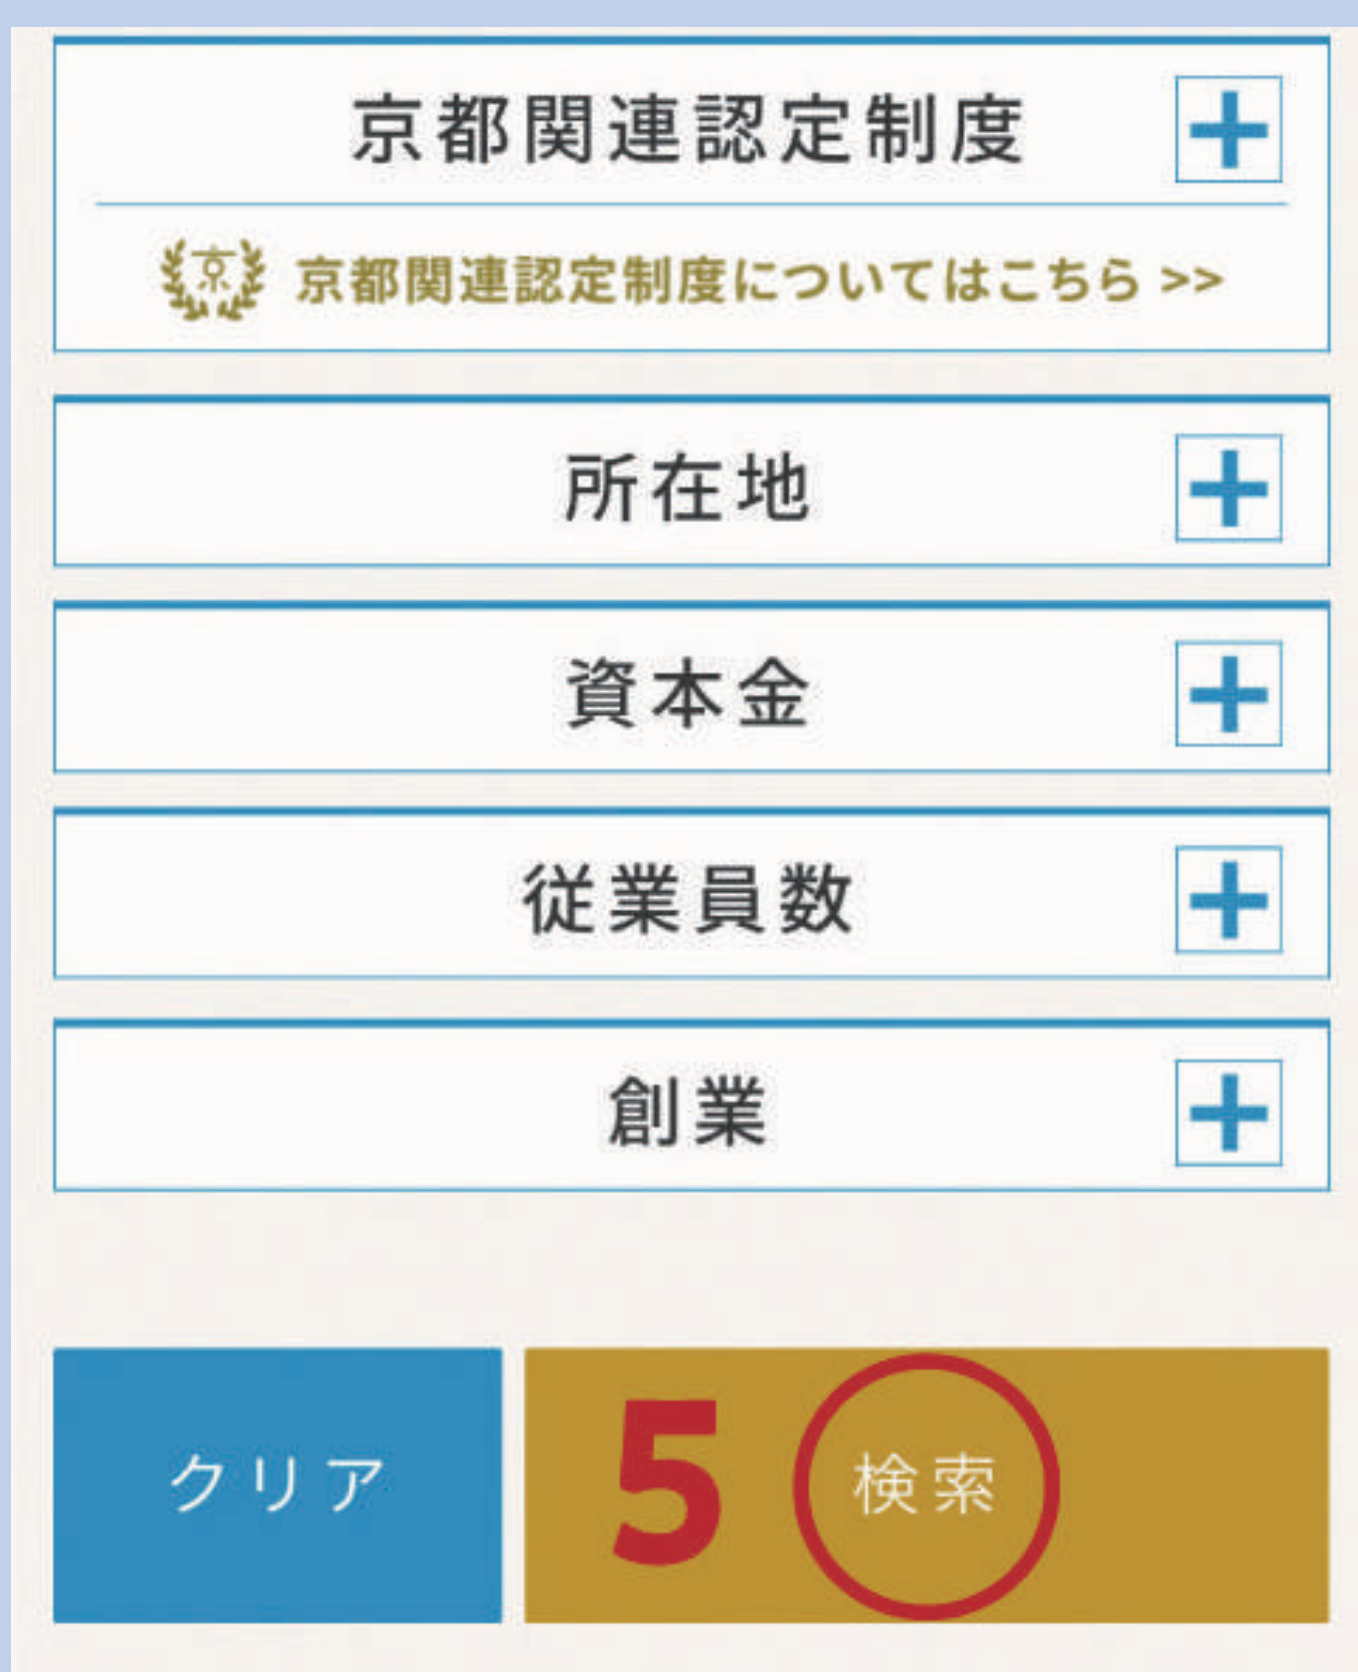 京都関連認定制度
京 京都関連認定制度についてはこちら >>
所在地
資本金
従業員数
創業
クリア 5 検索